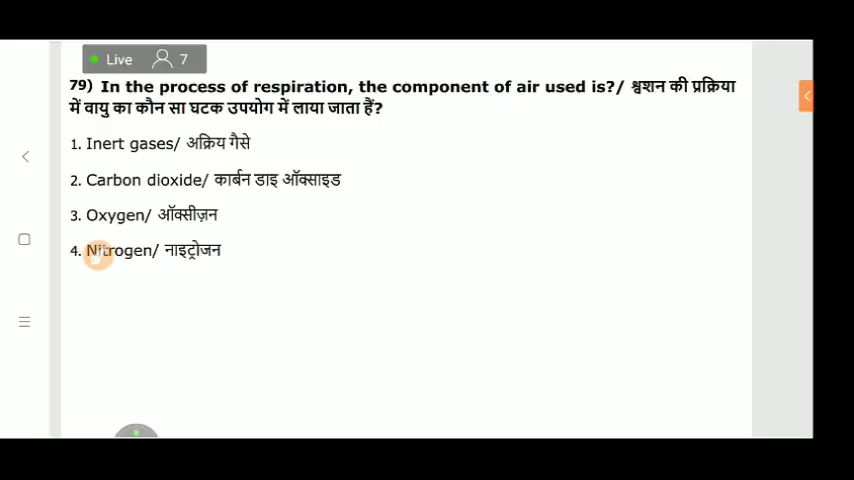 Live 7
79) In the process of respiration, the component of air used is?/ श्वशन की प्रक्रिया
में वायु का कौन सा घटक उपयोग में लाया जाता हैं?
1. Inert gases/ अक्रिय गैसे
2. Carbon dioxide/ कार्बन डाइ ऑक्साइड
3. Oxygen/ ऑक्सीज़न
4. Nitrogen/ नाइट्रोजन